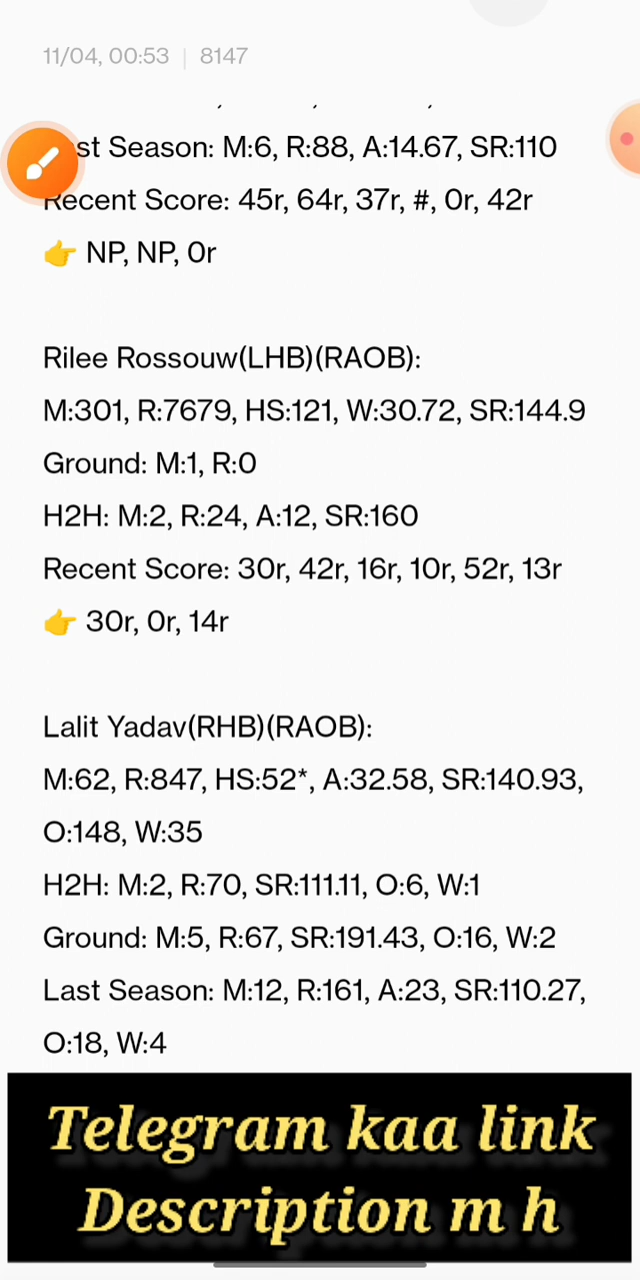 11/04, 00:53 | 8147
st Season: M:6, R:88, A:14.67, SR:110
Recent Score: 45r, 64r, 37r, #, 0r, 42r
👉 NP, NP, 0r
Rilee Rossouw(LHB)(RAOB):
M:301, R:7679, HS:121, W:30.72, SR:144.9
Ground: M:1, R:0
H2H: M:2, R:24, A:12, SR:160
Recent Score: 30r, 42r, 16r, 10r, 52r, 13r
👉 30r, 0r, 14r
Lalit Yadav(RHB)(RAOB):
M:62, R:847, HS:52*, A:32.58, SR:140.93,
O:148, W:35
H2H: M:2, R:70, SR:111.11, O:6, W:1
Ground: M:5, R:67, SR:191.43, O:16, W:2
Last Season: M:12, R:161, A:23, SR:110.27,
O:18, W:4
Telegram kaa link
Description m h